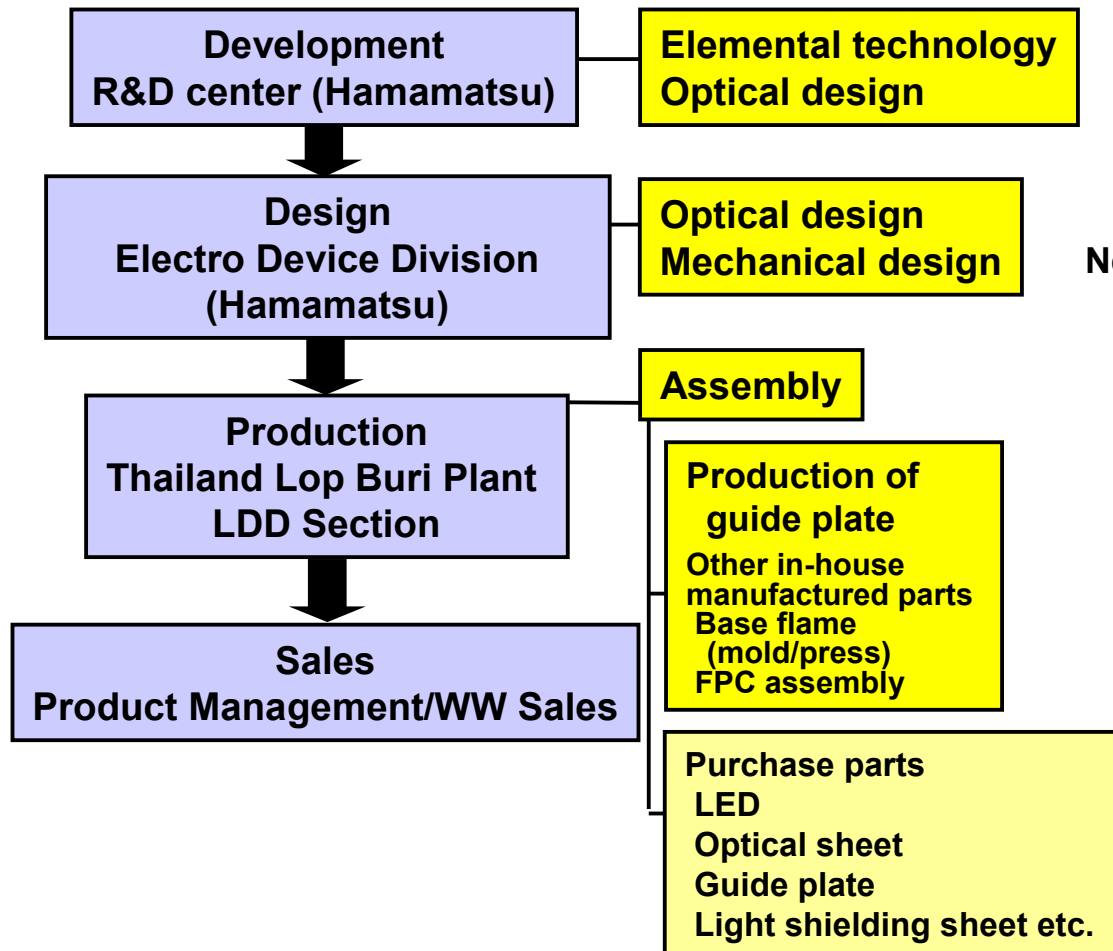 Development
R&D center (Hamamatsu)
Elemental technology
Optical design
Design
Electro Device Division
(Hamamatsu)
Optical design
Mechanical design
Production
Thailand Lop Buri Plant
LDD Section
Assembly
Production of
guide plate
Other in-house
manufactured parts
Base flame
(mold/press)
FPC assembly
Sales
Product Management/WW Sales
Purchase parts
LED
Optical sheet
Guide plate
Light shielding sheet etc.